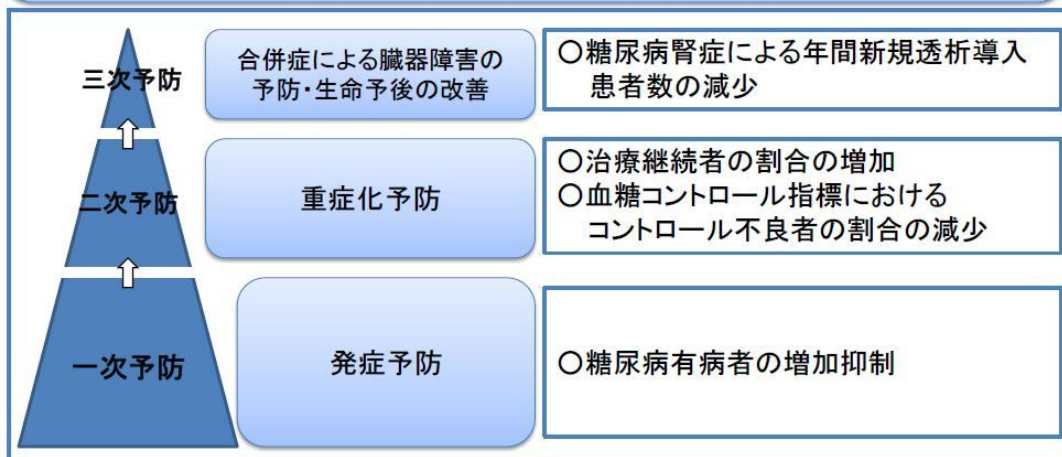 三次予防
合併症による臓器障害の
予防・生命予後の改善
○糖尿病腎症による年間新規透析導入
患者数の減少
二次予防
重症化予防
○治療継続者の割合の増加
○血糖コントロール指標における
コントロール不良者の割合の減少
一次予防
発症予防
○糖尿病有病者の増加抑制